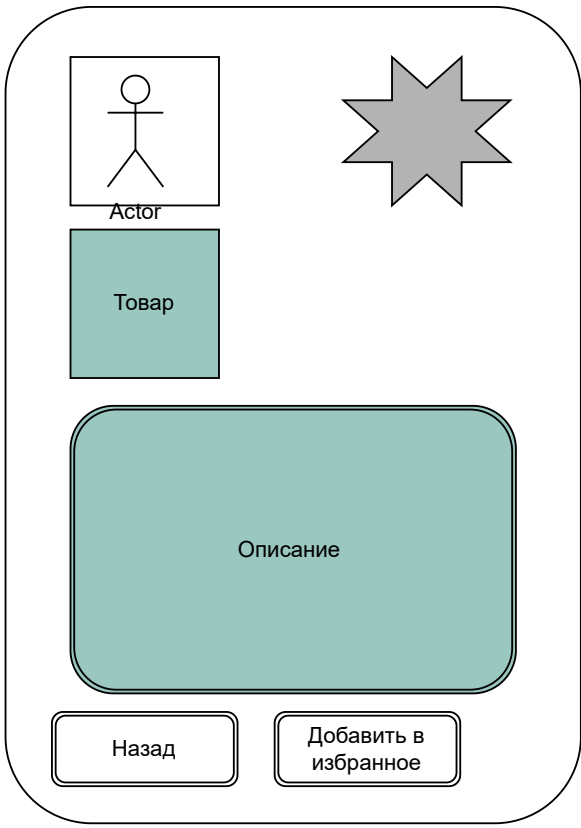 Actor
Товар
Описание
Назад
Добавить в
избранное